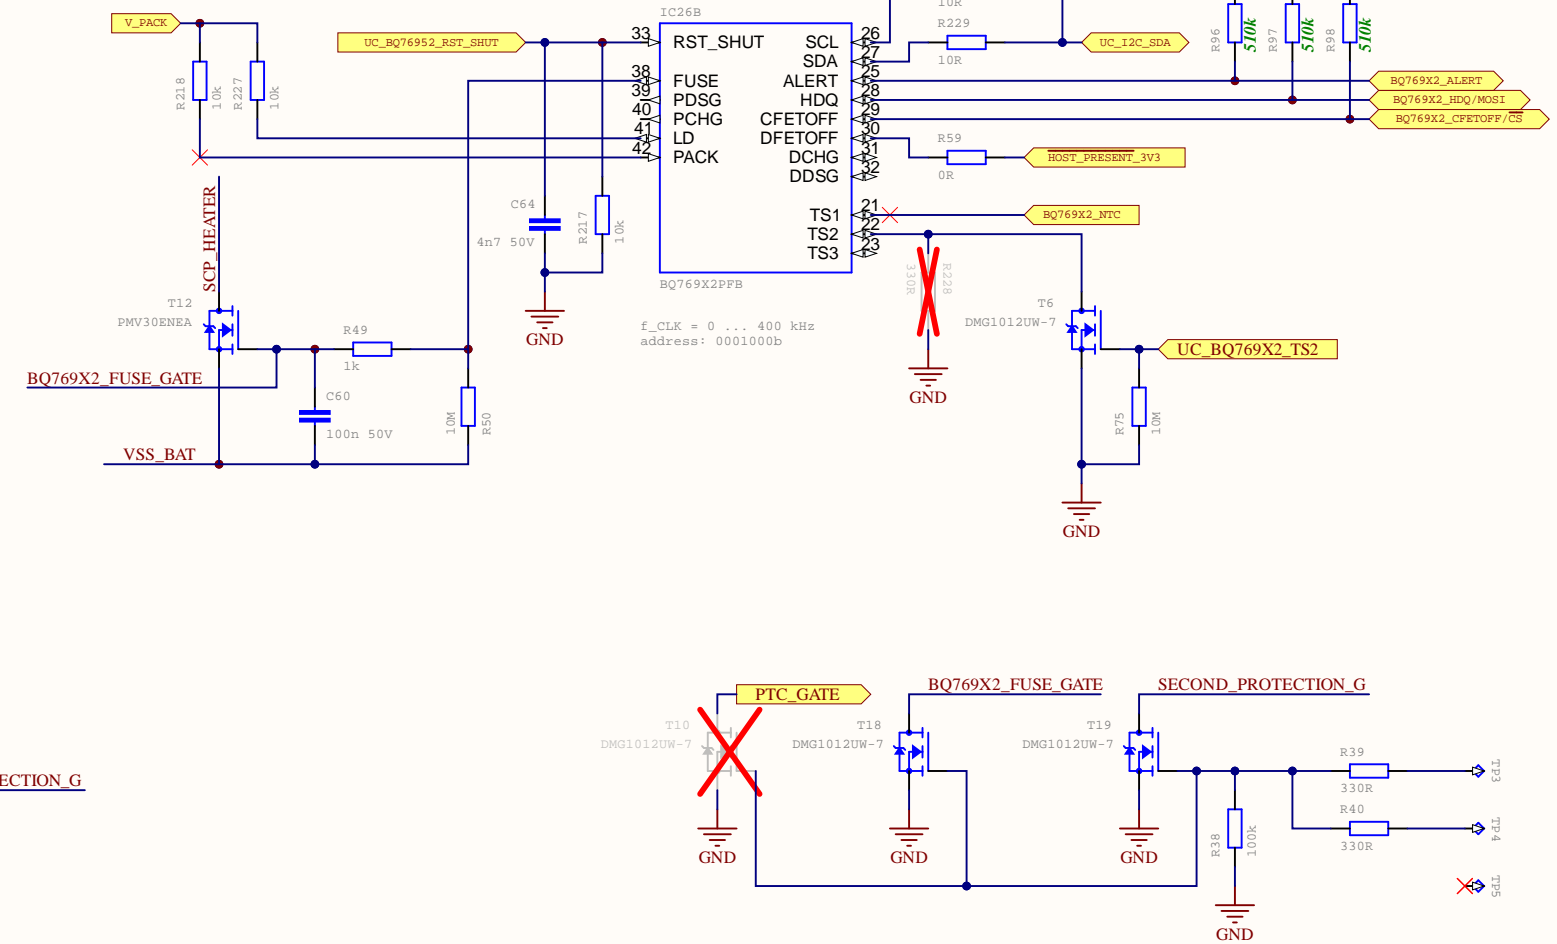 IC26B
10R
V_PACK
R218
10k
R227
10k
UC_BQ76952_RST_SHUT
33
RST_SHUT
38
FUSE
39
PDSG
40
PCHG
41
LD
42
PACK
SCL
26
SDA
27
ALERT
25
HDQ
28
CFETOFF
29
DFETOFF
30
DCHG
31
DDSG
32
TS1
21
TS2
22
TS3
23
BQ769X2PFB
R229
10R
UC_I2C_SDA
R96
510k
R97
510k
R98
510k
BQ769X2_ALERT
BQ769X2_HDQ/MOSI
BQ769X2_CFETOFF/CS
R59
0R
HOST_PRESENT_3V3
BQ769X2_NTC
C64
4n7 50V
R217
10k
GND
f_CLK = 0 ... 400 kHz
address: 0001000b
330R
R228
GND
T6
DMG1012UW-7
UC_BQ769X2_TS2
R75
10M
GND
SCP_HEATER
T12
PMV30ENEA
R49
1k
BQ769X2_FUSE_GATE
C60
100n 50V
10M
R50
VSS_BAT
ECTION_G
PTC_GATE
T10
DMG1012UW-7
GND
BQ769X2_FUSE_GATE
T18
DMG1012UW-7
GND
SECOND_PROTECTION_G
T19
DMG1012UW-7
GND
R38
100k
GND
R39
330R
TP3
R40
330R
TP4
TP5